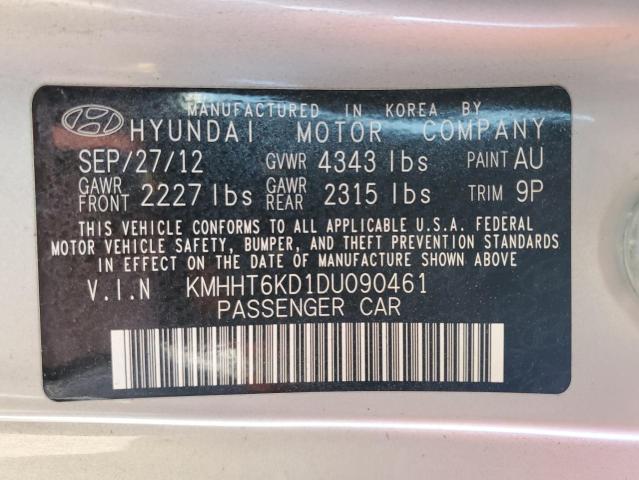 MANUFACTURED IN KOREA BY
HYUNDAI MOTOR COMPANY
SEP/27/12 GVWR 4343 lbs PAINT AU
GAWR FRONT 2227 lbs GAWR REAR 2315 lbs TRIM 9P
THIS VEHICLE CONFORMS TO ALL APPLICABLE U.S.A. FEDERAL
MOTOR VEHICLE SAFETY, BUMPER, AND THEFT PREVENTION STANDARDS
IN EFFECT ON THE DATE OF MANUFACTURE SHOWN ABOVE
V.I.N KMHHT6KD1DU090461
PASSENGER CAR